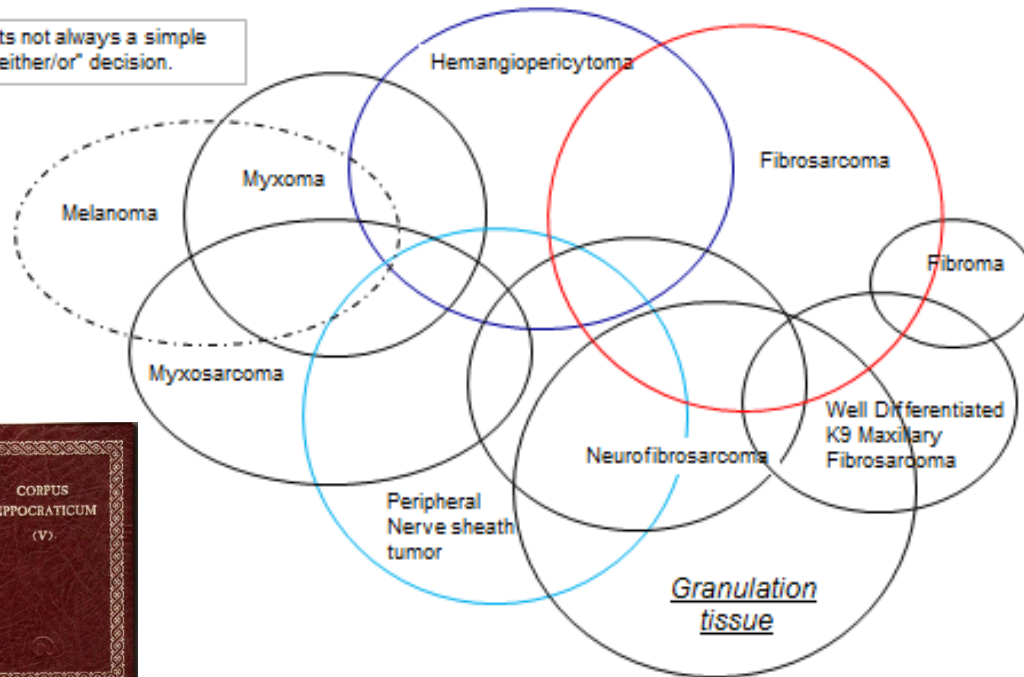 ts not always a simple
either/or" decision.
Hemangiopericytoma
Fibrosarcoma
Myxoma
Melanoma
Fibroma
Myxosarcoma
Well Differentiated
K9 Maxillary
Fibrosarcoma
Neurofibrosarcoma
Peripheral
Nerve sheath
tumor
Granulation
tissue
CORPUS
IPPOCRATICUM
(V)